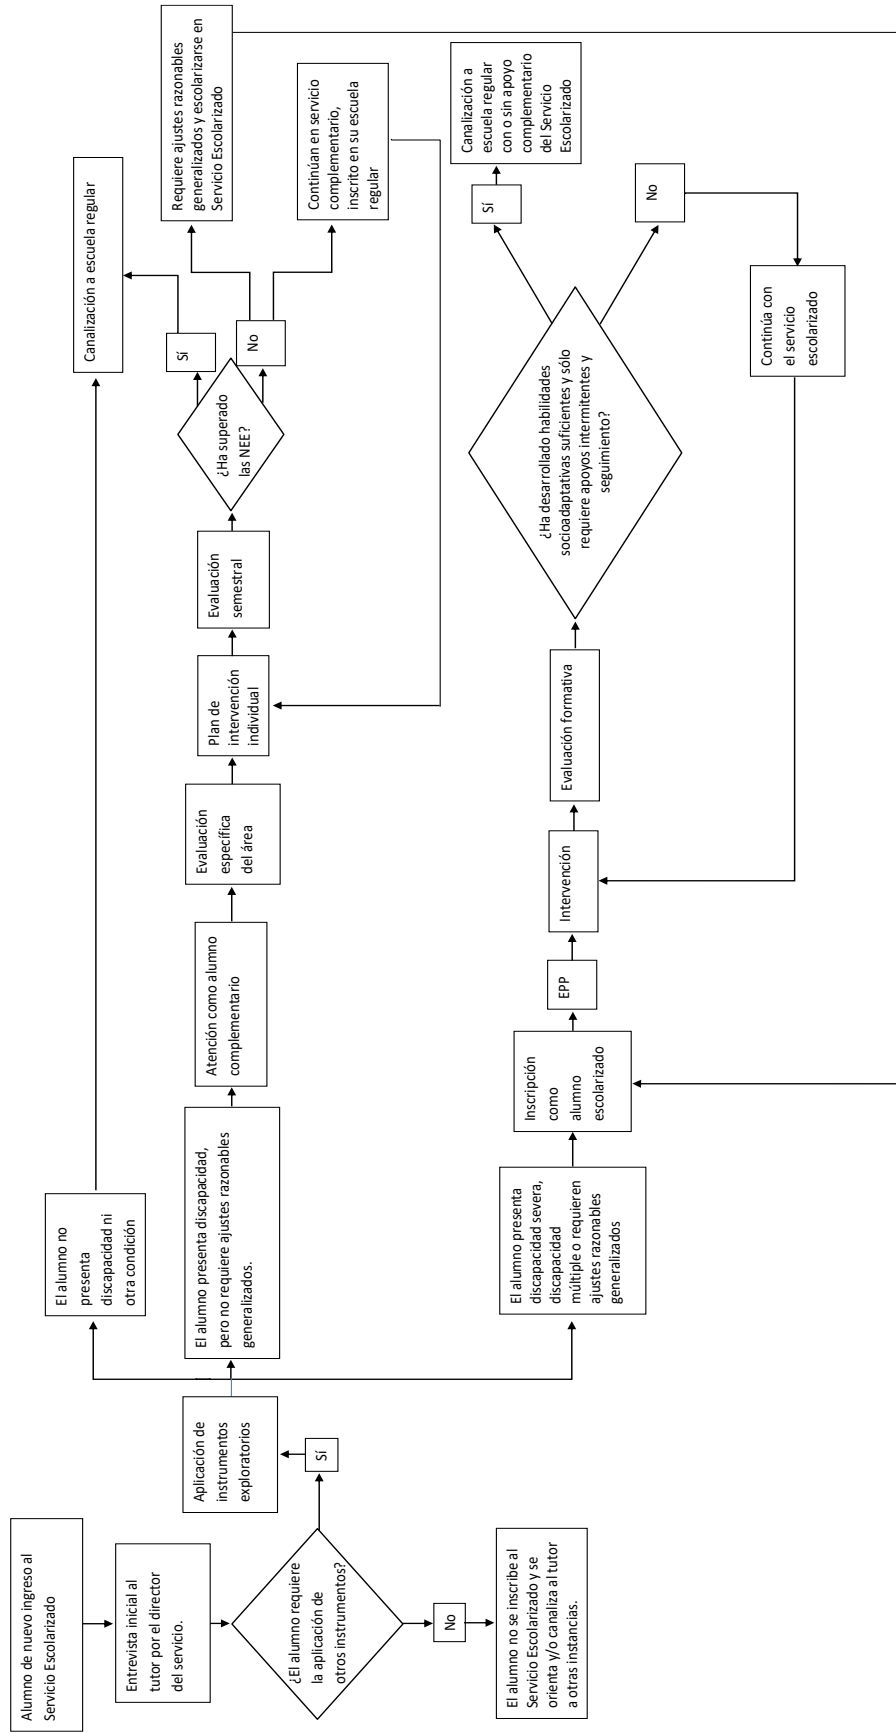 Alumno de nuevo ingreso al
Servicio Escolarizado
Entrevista inicial al
tutor por el director
del servicio.
¿El alumno requiere
la aplicación de
otros instrumentos?
No
El alumno no se inscribe al
Servicio Escolarizado y se
orienta y/o canaliza al tutor
a otras instancias.
Sí
Aplicación de
instrumentos
exploratorios
El alumno no
presenta
discapacidad ni
otra condición
Canalización a escuela regular
El alumno presenta discapacidad,
pero no requiere ajustes razonables
generalizados.
Atención como alumno
complementario
Evaluación
específica
del área
Plan de
intervención
individual
Evaluación
semestral
¿Ha superado
las NEE?
Sí
No
Requiere ajustes razonables
generalizados y escolarizarse en
Servicio Escolarizado
Continúan en servicio
complementario,
inscrito en su escuela
regular
El alumno presenta
discapacidad severa,
discapacidad
múltiple o requieren
ajustes razonables
generalizados
Inscripción
como
alumno
escolarizado
EPP
Intervención
Evaluación formativa
¿Ha desarrollado habilidades
socioadaptativas suficientes y sólo
requiere apoyos intermitentes y
seguimiento?
Sí
Canalización a
escuela regular
con o sin apoyo
complementario
del Servicio
Escolarizado
No
Continúa con
el servicio
escolarizado